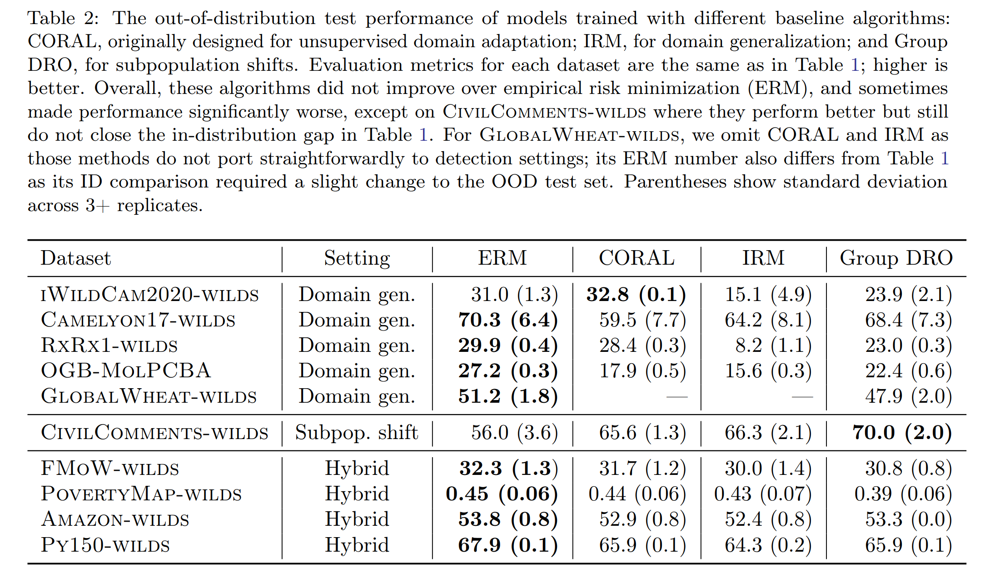 Table 2: The out-of-distribution test performance of models trained with different baseline algorithms:
CORAL, originally designed for unsupervised domain adaptation; IRM, for domain generalization; and Group
DRO, for subpopulation shifts. Evaluation metrics for each dataset are the same as in Table 1; higher is
better. Overall, these algorithms did not improve over empirical risk minimization (ERM), and sometimes
made performance significantly worse, except on CivilComments-wilds where they perform better but still
do not close the in-distribution gap in Table 1. For GlobalWheat-wilds, we omit CORAL and IRM as
those methods do not port straightforwardly to detection settings; its ERM number also differs from Table 1
as its ID comparison required a slight change to the OOD test set. Parentheses show standard deviation
across 3+ replicates.
Dataset Setting ERM CORAL IRM Group DRO
iWildCam2020-wilds Domain gen. 31.0 (1.3) 32.8 (0.1) 15.1 (4.9) 23.9 (2.1)
Camelyon17-wilds Domain gen. 70.3 (6.4) 59.5 (7.7) 64.2 (8.1) 68.4 (7.3)
RxRx1-wilds Domain gen. 29.9 (0.4) 28.4 (0.3) 8.2 (1.1) 23.0 (0.3)
OGB-MolPCBA Domain gen. 27.2 (0.3) 17.9 (0.5) 15.6 (0.3) 22.4 (0.6)
GlobalWheat-wilds Domain gen. 51.2 (1.8) — — 47.9 (2.0)
CivilComments-wilds Subpop. shift 56.0 (3.6) 65.6 (1.3) 66.3 (2.1) 70.0 (2.0)
FMoW-wilds Hybrid 32.3 (1.3) 31.7 (1.2) 30.0 (1.4) 30.8 (0.8)
PovertyMap-wilds Hybrid 0.45 (0.06) 0.44 (0.06) 0.43 (0.07) 0.39 (0.06)
Amazon-wilds Hybrid 53.8 (0.8) 52.9 (0.8) 52.4 (0.8) 53.3 (0.0)
Py150-wilds Hybrid 67.9 (0.1) 65.9 (0.1) 64.3 (0.2) 65.9 (0.1)